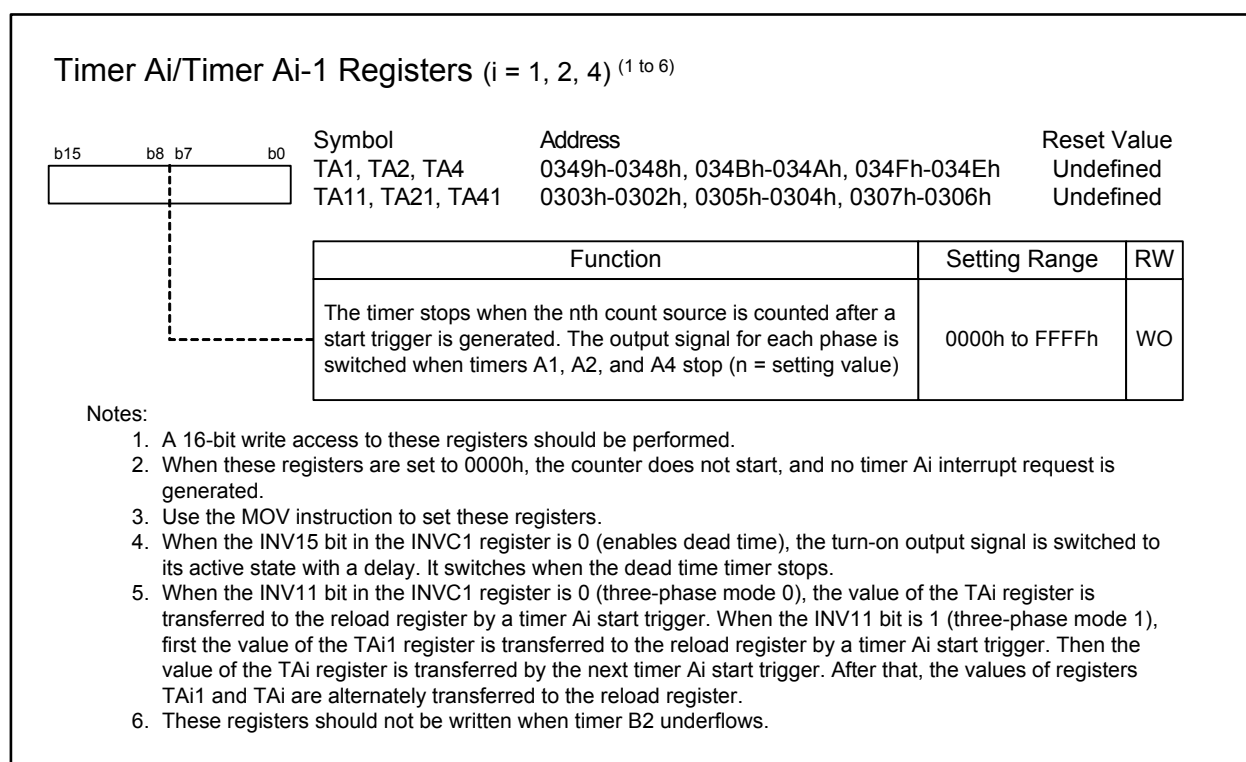 Timer Ai/Timer Ai-1 Registers (i = 1, 2, 4) (1 to 6)
b15 b8 b7 b0
Symbol Address Reset Value
TA1, TA2, TA4 0349h-0348h, 034Bh-034Ah, 034Fh-034Eh Undefined
TA11, TA21, TA41 0303h-0302h, 0305h-0304h, 0307h-0306h Undefined
Function Setting Range RW
The timer stops when the nth count source is counted after a
start trigger is generated. The output signal for each phase is
switched when timers A1, A2, and A4 stop (n = setting value)
0000h to FFFFh WO
Notes:
1. A 16-bit write access to these registers should be performed.
2. When these registers are set to 0000h, the counter does not start, and no timer Ai interrupt request is
generated.
3. Use the MOV instruction to set these registers.
4. When the INV15 bit in the INVC1 register is 0 (enables dead time), the turn-on output signal is switched to
its active state with a delay. It switches when the dead time timer stops.
5. When the INV11 bit in the INVC1 register is 0 (three-phase mode 0), the value of the TAi register is
transferred to the reload register by a timer Ai start trigger. When the INV11 bit is 1 (three-phase mode 1),
first the value of the TAi1 register is transferred to the reload register by a timer Ai start trigger. Then the
value of the TAi register is transferred by the next timer Ai start trigger. After that, the values of registers
TAi1 and TAi are alternately transferred to the reload register.
6. These registers should not be written when timer B2 underflows.